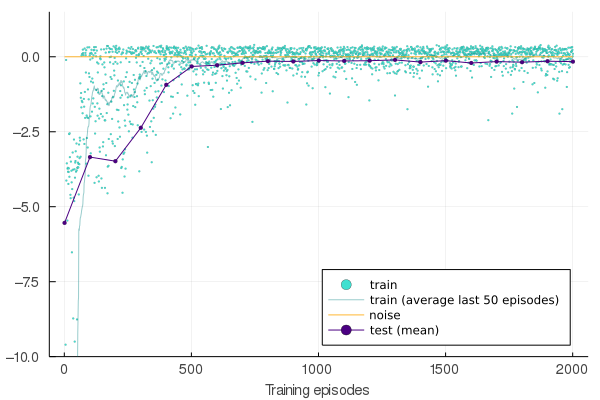 0.0
−2.5
−5.0
−7.5
−10.0
0 500 1000 1500 2000
Training episodes
train
train (average last 50 episodes)
noise
test (mean)